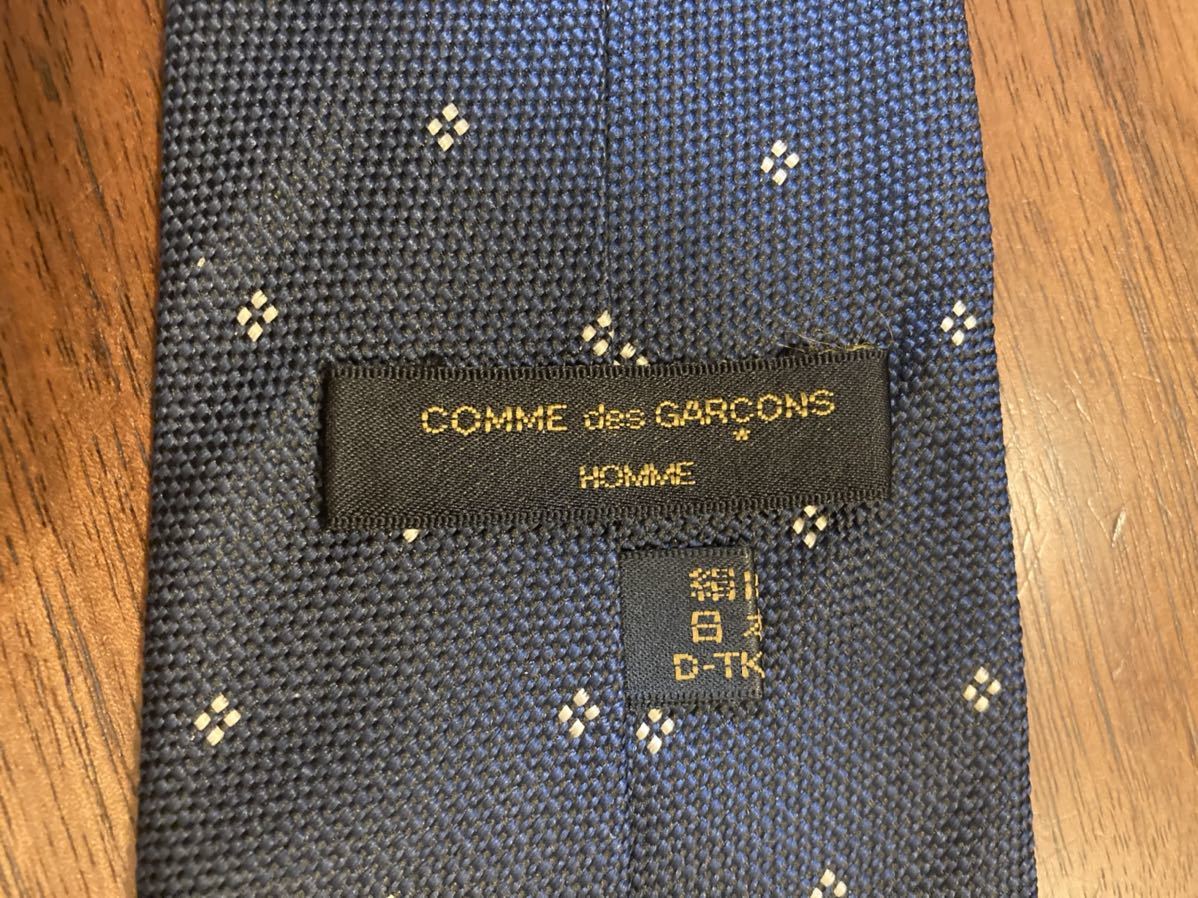 COMME des GARÇONS
*
HOMME
絹
日
D-TK